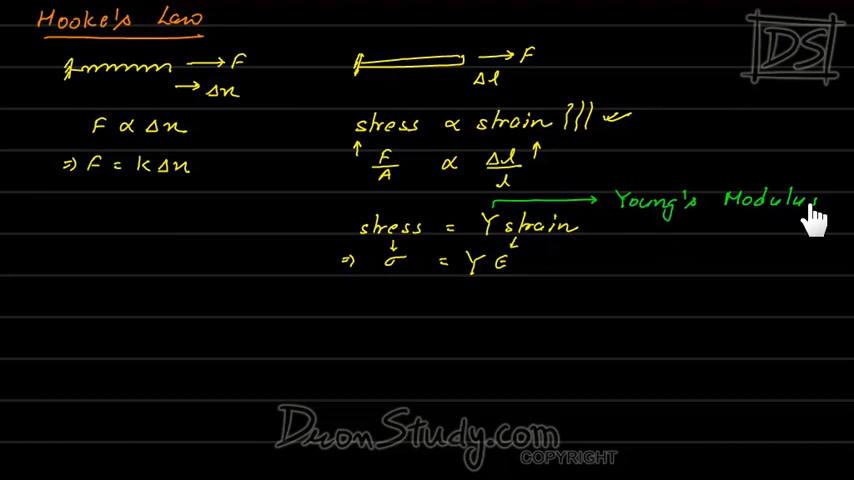 Hooke's Law
DS
→ F
→ Δx
F ∝ Δx
⇒ F = kΔx
→ F
Δl
stress ∝ strain
↑ F/A ∝ Δl/l ↑
Young's Modulus
stress = Y strain
⇒ σ = Y ϵ
DronStudy.com
COPYRIGHT